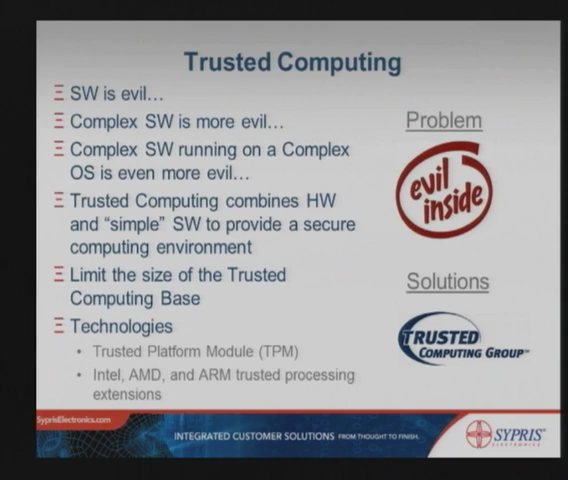 Trusted Computing
SW is evil…
Complex SW is more evil…
Complex SW running on a Complex
OS is even more evil…
Trusted Computing combines HW
and “simple” SW to provide a secure
computing environment
Limit the size of the Trusted
Computing Base
Technologies
• Trusted Platform Module (TPM)
• Intel, AMD, and ARM trusted processing
extensions
Problem
evil
inside
Solutions
TRUSTED
COMPUTING GROUP™
SyprisElectronics.com
INTEGRATED CUSTOMER SOLUTIONS FROM THOUGHT TO FINISH.
SYPRIS
ELECTRONICS